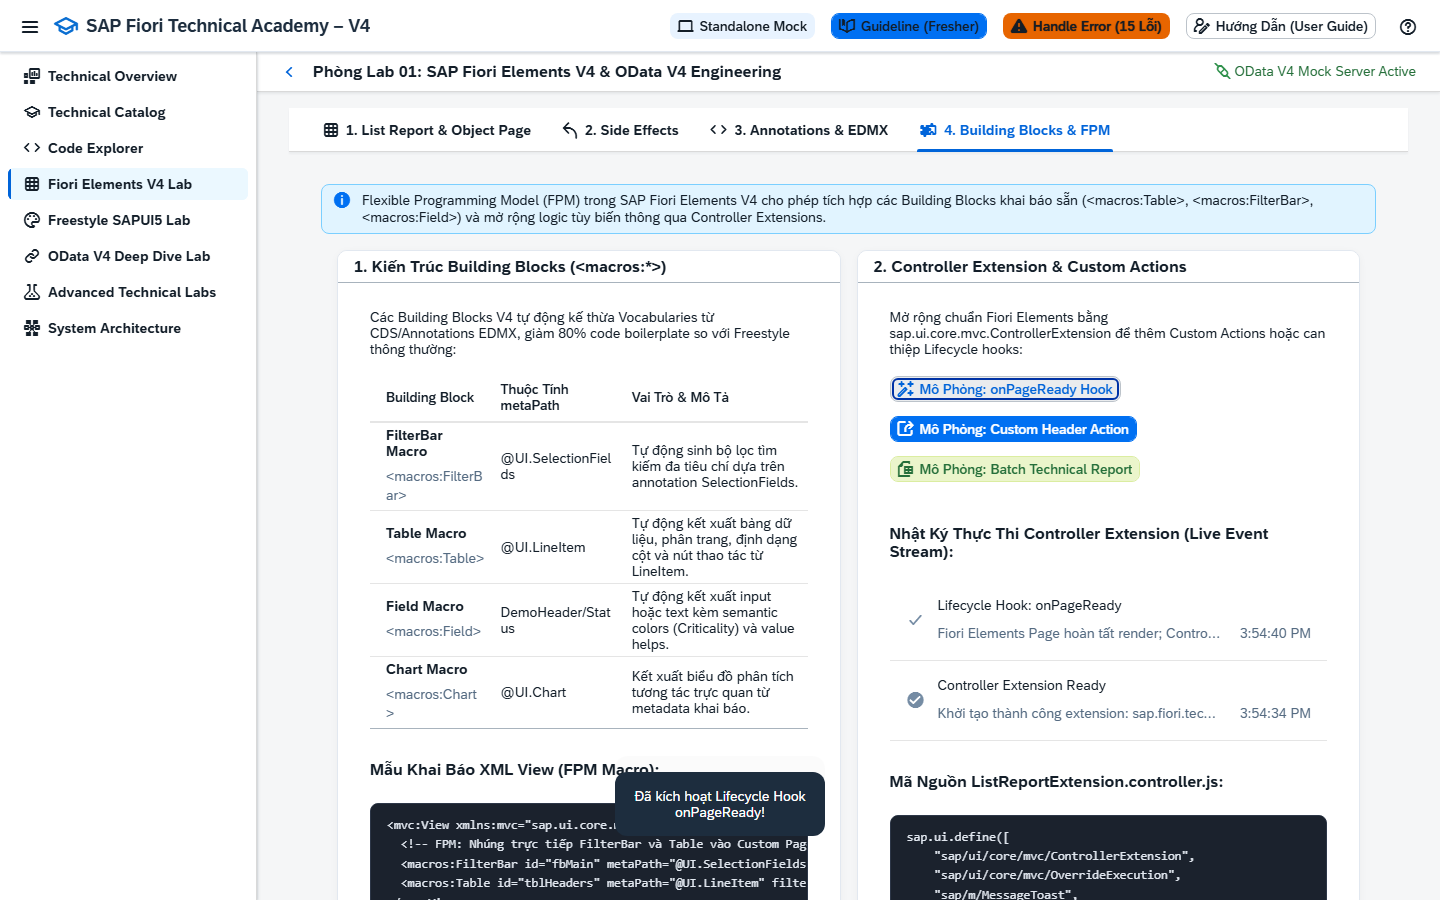 SAP Fiori Technical Academy – V4
Standalone Mock
Guideline (Fresher)
Handle Error (15 Lỗi)
Hướng Dẫn (User Guide)
Technical Overview
Technical Catalog
Code Explorer
Fiori Elements V4 Lab
Freestyle SAPUI5 Lab
OData V4 Deep Dive Lab
Advanced Technical Labs
System Architecture
Phòng Lab 01: SAP Fiori Elements V4 & OData V4 Engineering
OData V4 Mock Server Active
1. List Report & Object Page
2. Side Effects
3. Annotations & EDMX
4. Building Blocks & FPM
Flexible Programming Model (FPM) trong SAP Fiori Elements V4 cho phép tích hợp các Building Blocks khai báo sẵn (<macros:Table>, <macros:FilterBar>,
<macros:Field>) và mở rộng logic tùy biến thông qua Controller Extensions.
1. Kiến Trúc Building Blocks (<macros:*>)
Các Building Blocks V4 tự động kế thừa Vocabularies từ
CDS/Annotations EDMX, giảm 80% code boilerplate so với Freestyle
thông thường:
Building Block
Thuộc Tính
metaPath
Vai Trò & Mô Tả
FilterBar
Macro
<macros:FilterB
ar>
@UI.SelectionFiel
ds
Tự động sinh bộ lọc tìm
kiếm đa tiêu chí dựa trên
annotation SelectionFields.
Table Macro
<macros:Table>
@UI.LineItem
Tự động kết xuất bảng dữ
liệu, phân trang, định dạng
cột và nút thao tác từ
LineItem.
Field Macro
<macros:Field>
DemoHeader/Stat
us
Tự động kết xuất input
hoặc text kèm semantic
colors (Criticality) và value
helps.
Chart Macro
<macros:Chart
>
@UI.Chart
Kết xuất biểu đồ phân tích
tương tác trực quan từ
metadata khai báo.
Mẫu Khai Báo XML View (FPM Macro):
<mvc:View xmlns:mvc="sap.ui.core.
<!-- FPM: Nhúng trực tiếp FilterBar và Table vào Custom Pag
<macros:FilterBar id="fbMain" metaPath="@UI.SelectionFields
<macros:Table id="tblHeaders" metaPath="@UI.LineItem" filte
Đã kích hoạt Lifecycle Hook
onPageReady!
2. Controller Extension & Custom Actions
Mở rộng chuẩn Fiori Elements bằng
sap.ui.core.mvc.ControllerExtension để thêm Custom Actions hoặc can
thiệp Lifecycle hooks:
Mô Phỏng: onPageReady Hook
Mô Phỏng: Custom Header Action
Mô Phỏng: Batch Technical Report
Nhật Ký Thực Thi Controller Extension (Live Event
Stream):
Lifecycle Hook: onPageReady
Fiori Elements Page hoàn tất render; Contro...
3:54:40 PM
Controller Extension Ready
Khởi tạo thành công extension: sap.fiori.tec...
3:54:34 PM
Mã Nguồn ListReportExtension.controller.js:
sap.ui.define([
"sap/ui/core/mvc/ControllerExtension",
"sap/ui/core/mvc/OverrideExecution",
"sap/m/MessageToast",